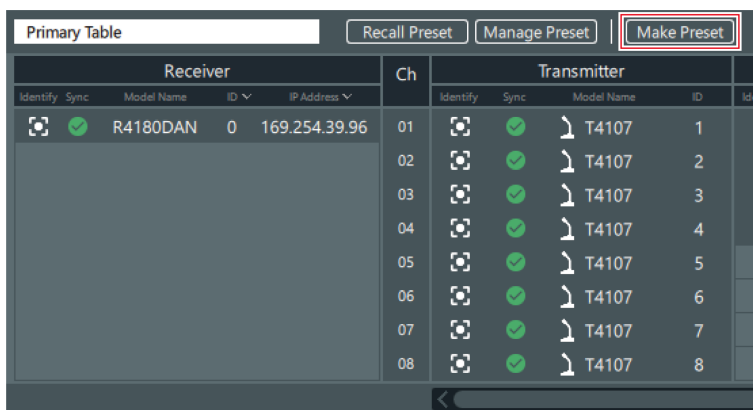 Primary Table Recall Preset Manage Preset Make Preset
Receiver Ch Transmitter
Identify Sync Model Name ID IP Address Identify Sync Model Name ID Id
R4180DAN 0 169.254.39.96 01 T4107 1
02 T4107 2
03 T4107 3
04 T4107 4
05 T4107 5
06 T4107 6
07 T4107 7
08 T4107 8